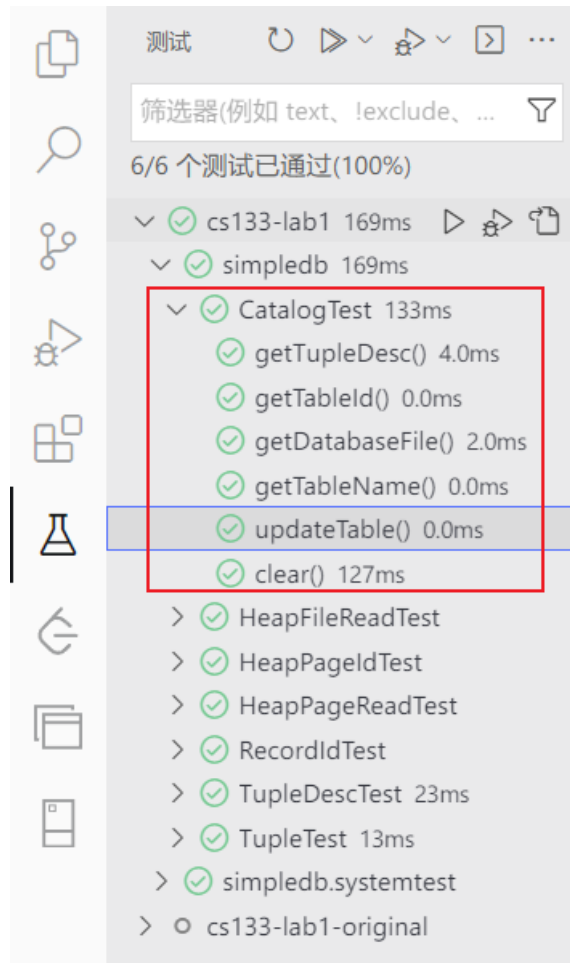 测试
筛选器(例如 text、!exclude、...
6/6 个测试已通过(100%)
cs133-lab1 169ms
simpledb 169ms
CatalogTest 133ms
getTupleDesc() 4.0ms
getTableId() 0.0ms
getDatabaseFile() 2.0ms
getTableName() 0.0ms
updateTable() 0.0ms
clear() 127ms
HeapFileReadTest
HeapPageIdTest
HeapPageReadTest
RecordIdTest
TupleDescTest 23ms
TupleTest 13ms
simpledb.systemtest
cs133-lab1-original